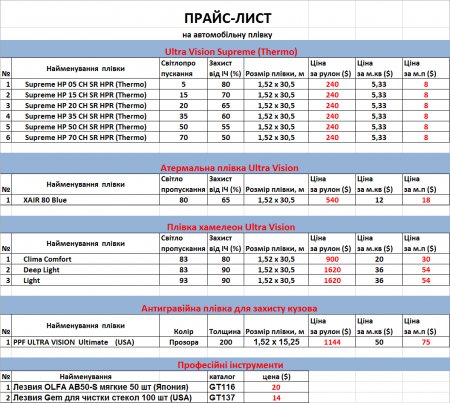 ПРАЙС-ЛИСТ
на автомобільну плівку
Ultra Vision Supreme (Thermo)
№ Найменування плівки Світлопро пускання Захист від ІЧ (%) Розмір плівки, м Ціна за рулон ($) Ціна за м.кв ($) Ціна за м.п ($)
1 Supreme HP 05 CH SR HPR (Thermo) 5 80 1,52 х 30,5 240 5,33 8
2 Supreme HP 15 CH SR HPR (Thermo) 15 70 1,52 х 30,5 240 5,33 8
3 Supreme HP 20 CH SR HPR (Thermo) 20 65 1,52 х 30,5 240 5,33 8
4 Supreme HP 35 CH SR HPR (Thermo) 35 60 1,52 х 30,5 240 5,33 8
5 Supreme HP 50 CH SR HPR (Thermo) 50 55 1,52 х 30,5 240 5,33 8
6 Supreme HP 70 CH SR HPR (Thermo) 70 50 1,52 х 30,5 240 5,33 8
Атермальна плівка Ultra Vision
№ Найменування плівки Світло пропускання Захист від ІЧ (%) Розмір плівки, м Ціна за рулон ($) Ціна за м.кв ($) Ціна за м.п ($)
1 XAIR 80 Blue 80 65 1,52 х 30,5 540 12 18
Плівка хамелеон Ultra Vision
№ Найменування плівки Світло пропускання Захист від ІЧ (%) Розмір плівки, м Ціна за рулон ($) Ціна за м.кв ($) Ціна за м.п ($)
1 Clima Comfort 83 80 1,52 х 30,5 900 20 30
2 Deep Light 83 90 1,52 х 30,5 1620 36 54
3 Light 93 90 1,52 х 30,5 1620 36 54
Антигравійна плівка для захисту кузова
№ Найменування плівки Колір Толщина Розмір плівки, м Ціна за рулон ($) Ціна за м.кв ($) Ціна за м.п ($)
1 PPF ULTRA VISION Ultimate (USA) Прозора 200 1,52 х 15,25 1144 50 75
Професійні інструменти
№ Найменування каталог цена ($)
1 Лезвия OLFA AB50-S мягкие 50 шт (Япония) GT116 20
2 Лезвия Gem для чистки стекол 100 шт (USA) GT137 14